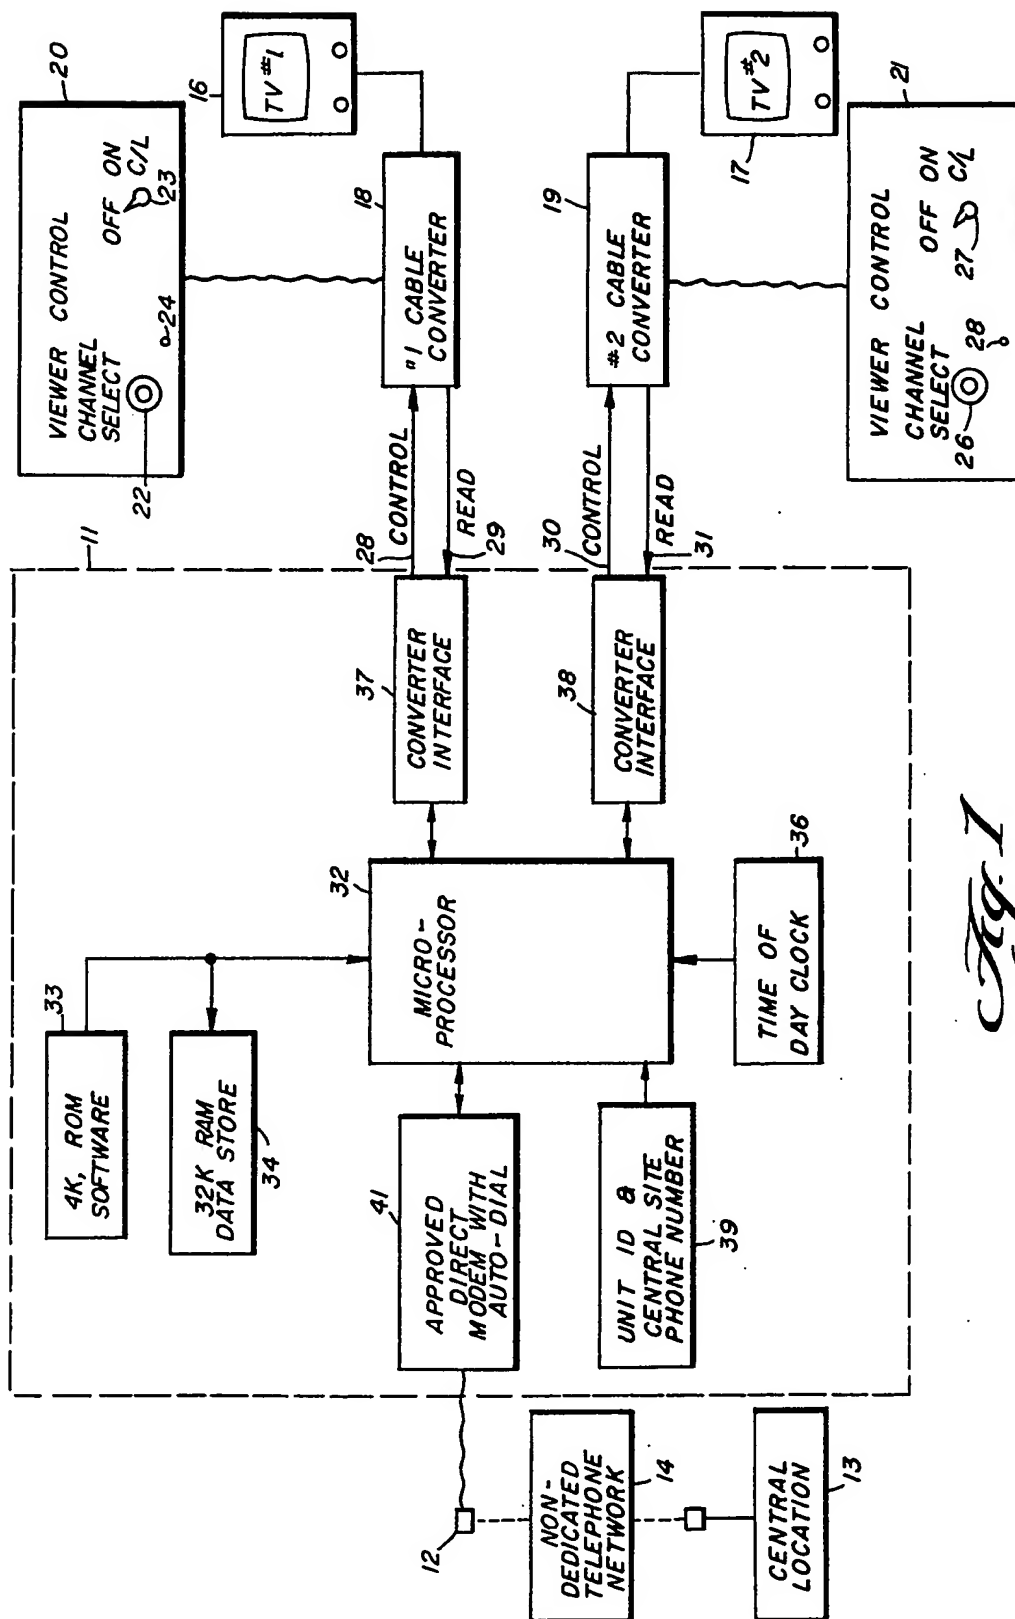 20
VIEWER CONTROL
CHANNEL
SELECT
OFF ON
C/L
22
23
24
16
TV #1
18
#1 CABLE
CONVERTER
28
CONTROL
READ
29
11
37
CONVERTER
INTERFACE
17
TV #2
19
#2 CABLE
CONVERTER
30
CONTROL
READ
31
38
CONVERTER
INTERFACE
21
VIEWER CONTROL
CHANNEL
SELECT
OFF ON
C/L
26
27
28
32
MICRO-
PROCESSOR
33
4K, ROM
SOFTWARE
32K RAM
DATA STORE
34
36
TIME OF
DAY CLOCK
41
APPROVED
DIRECT
MODEM WITH
AUTO-DIAL
UNIT ID &
CENTRAL SITE
PHONE NUMBER
39
12
NON-
DEDICATED
TELEPHONE
NETWORK
14
CENTRAL
LOCATION
13
Fig. 1